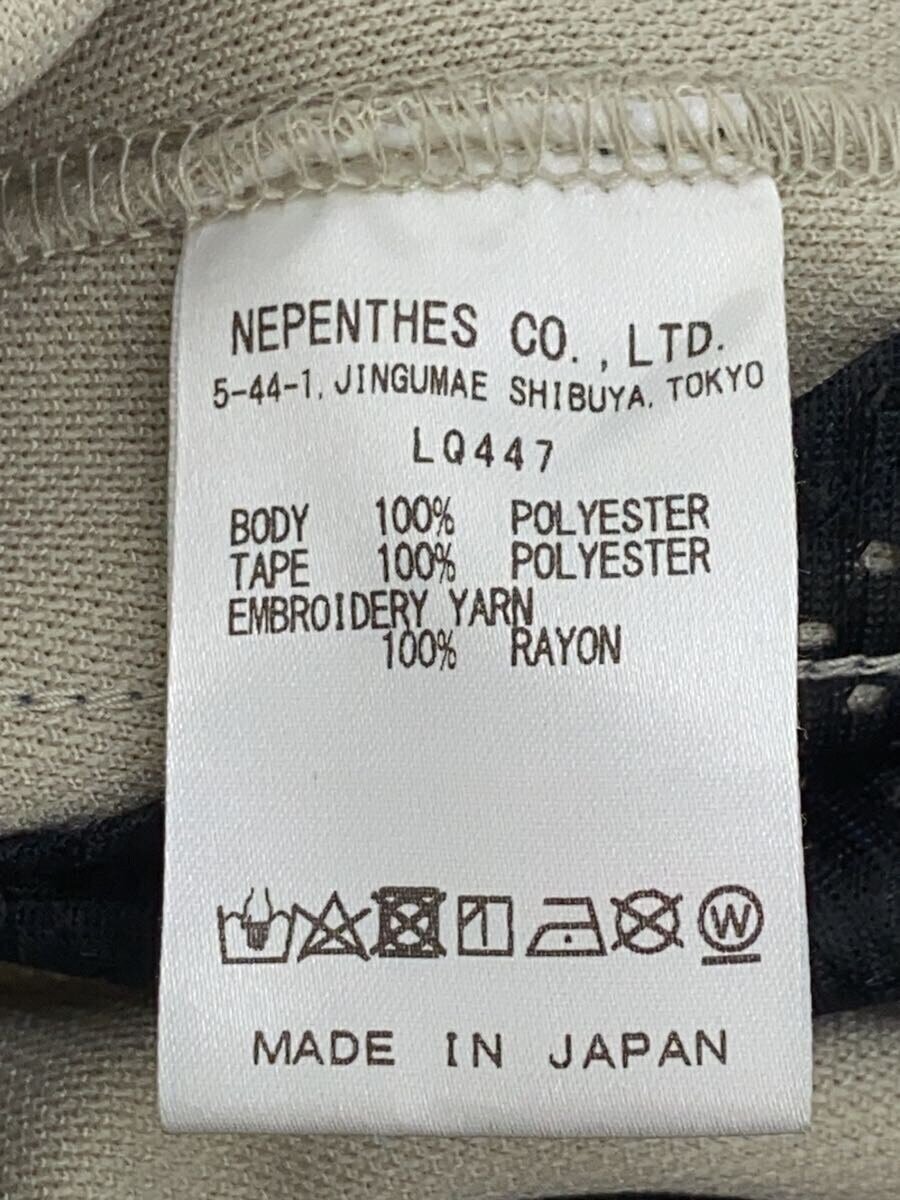 NEPENTHES CO., LTD.
5-44-1, JINGUMAE SHIBUYA, TOKYO
LQ447
BODY 100% POLYESTER
TAPE 100% POLYESTER
EMBROIDERY YARN
100% RAYON
W
MADE IN JAPAN